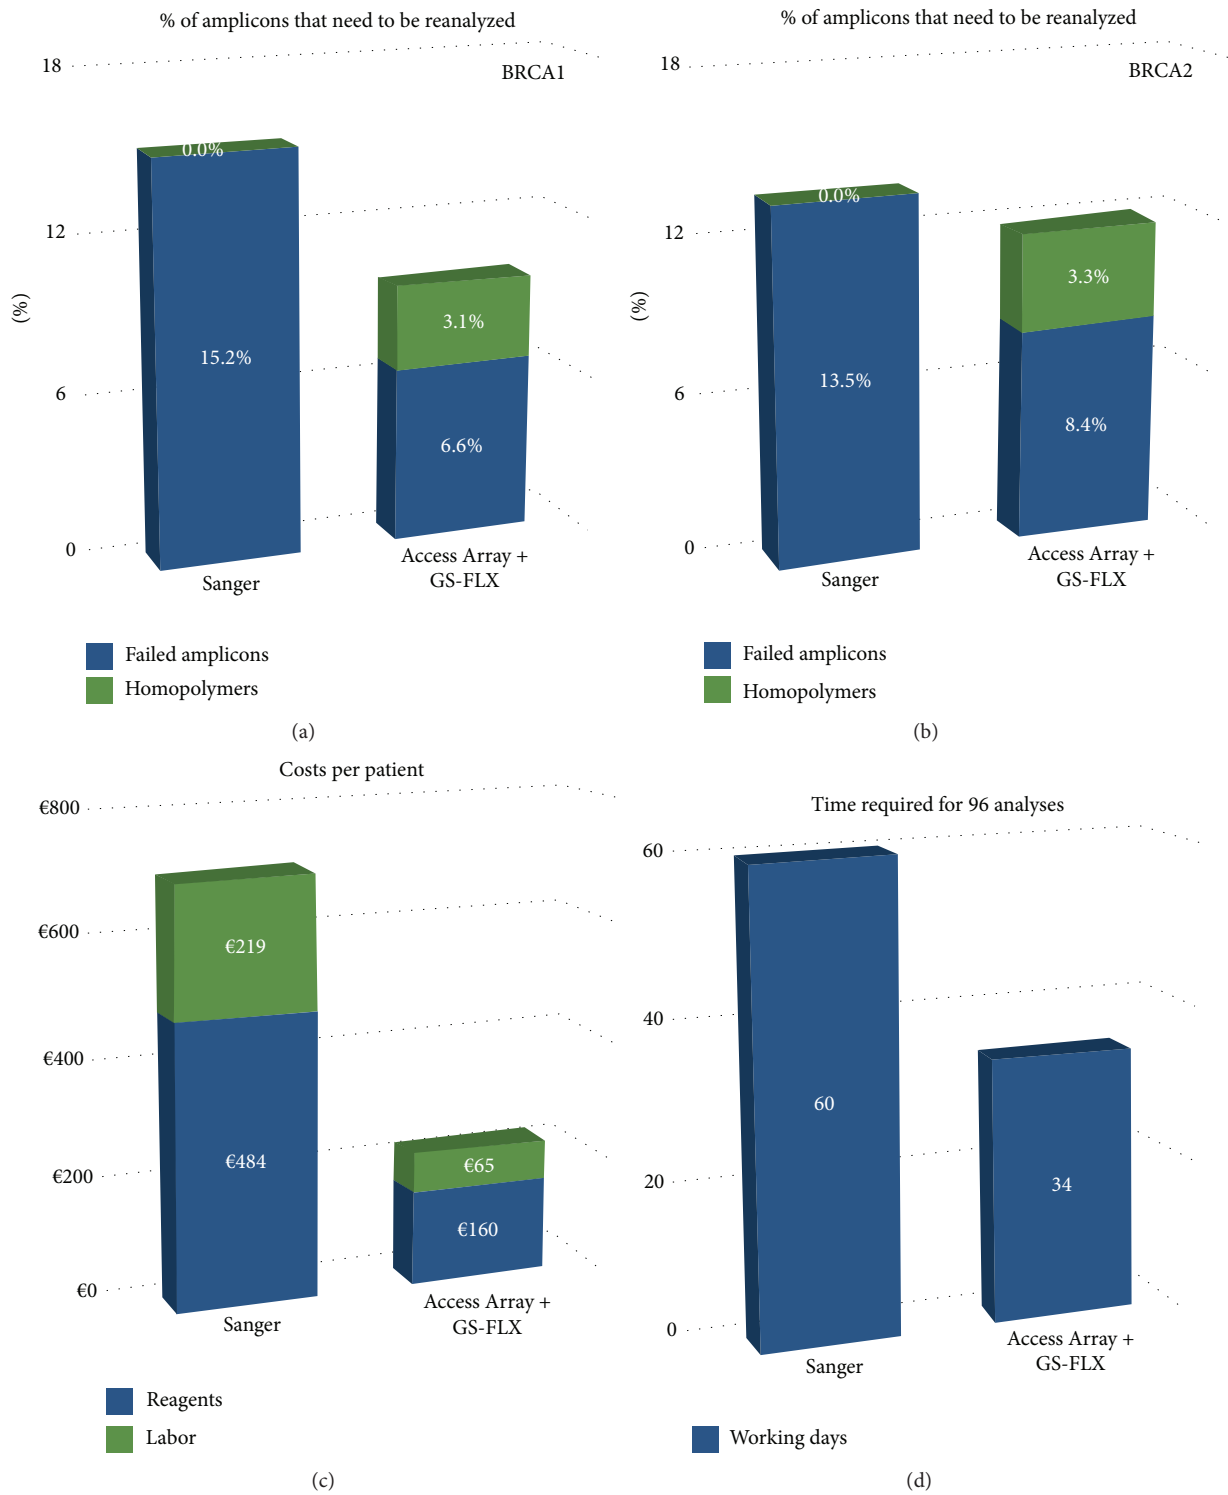 % of amplicons that need to be reanalyzed
BRCA1
18
12
6
0
(%)
0.0%
15.2%
3.1%
6.6%
Sanger
Access Array +
GS-FLX
Failed amplicons
Homopolymers
(a)
% of amplicons that need to be reanalyzed
BRCA2
18
12
6
0
(%)
0.0%
13.5%
3.3%
8.4%
Sanger
Access Array +
GS-FLX
Failed amplicons
Homopolymers
(b)
Costs per patient
€800
€600
€400
€200
€0
€219
€484
€65
€160
Sanger
Access Array +
GS-FLX
Reagents
Labor
(c)
Time required for 96 analyses
60
40
20
0
60
34
Sanger
Access Array +
GS-FLX
Working days
(d)